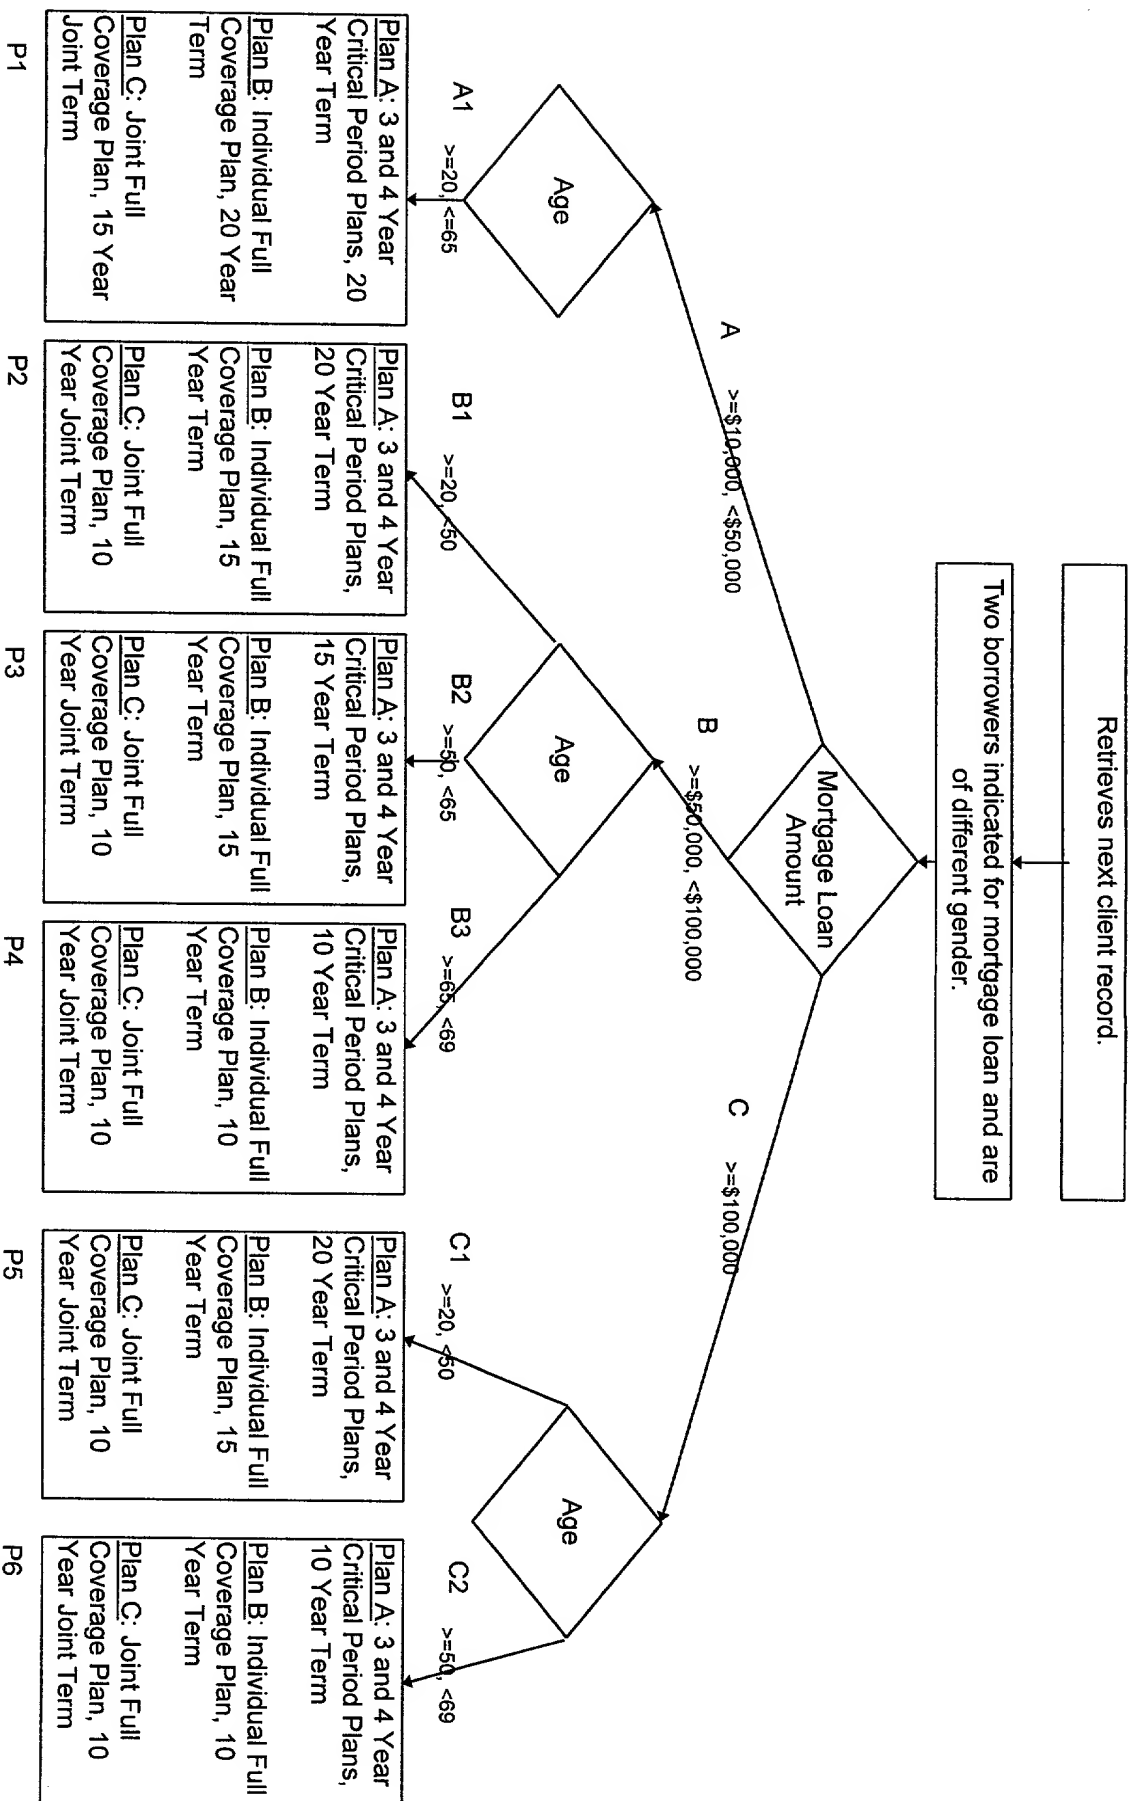 Retrieves next client record.
Two borrowers indicated for mortgage loan and are
of different gender.
Mortgage Loan
Amount
A
>=$10,000, <$50,000
B
>=$50,000, <$100,000
C
>=$100,000
Age
Age
Age
A1
>=20, <=65
B1
>=20, <50
B2
>=50, <65
B3
>=65, <69
C1
>=20, <50
C2
>=50, <69
Plan A: 3 and 4 Year
Critical Period Plans, 20
Year Term
Plan B: Individual Full
Coverage Plan, 20 Year
Term
Plan C: Joint Full
Coverage Plan, 15 Year
Joint Term
P1
Plan A: 3 and 4 Year
Critical Period Plans,
20 Year Term
Plan B: Individual Full
Coverage Plan, 15
Year Term
Plan C: Joint Full
Coverage Plan, 10
Year Joint Term
P2
Plan A: 3 and 4 Year
Critical Period Plans,
15 Year Term
Plan B: Individual Full
Coverage Plan, 15
Year Term
Plan C: Joint Full
Coverage Plan, 10
Year Joint Term
P3
Plan A: 3 and 4 Year
Critical Period Plans,
10 Year Term
Plan B: Individual Full
Coverage Plan, 10
Year Term
Plan C: Joint Full
Coverage Plan, 10
Year Joint Term
P4
Plan A: 3 and 4 Year
Critical Period Plans,
20 Year Term
Plan B: Individual Full
Coverage Plan, 15
Year Term
Plan C: Joint Full
Coverage Plan, 10
Year Joint Term
P5
Plan A: 3 and 4 Year
Critical Period Plans,
10 Year Term
Plan B: Individual Full
Coverage Plan, 10
Year Term
Plan C: Joint Full
Coverage Plan, 10
Year Joint Term
P6